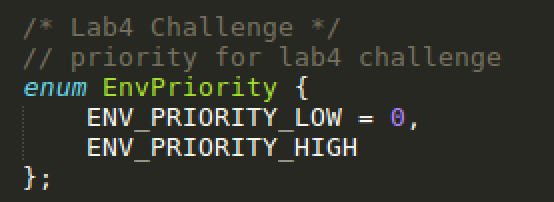 /* Lab4 Challenge */
// priority for lab4 challenge
enum EnvPriority {
    ENV_PRIORITY_LOW = 0,
    ENV_PRIORITY_HIGH
};